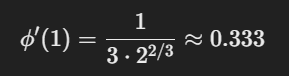 ϕ′(1) = 1 / (3 · 2^{2/3}) ≈ 0.333